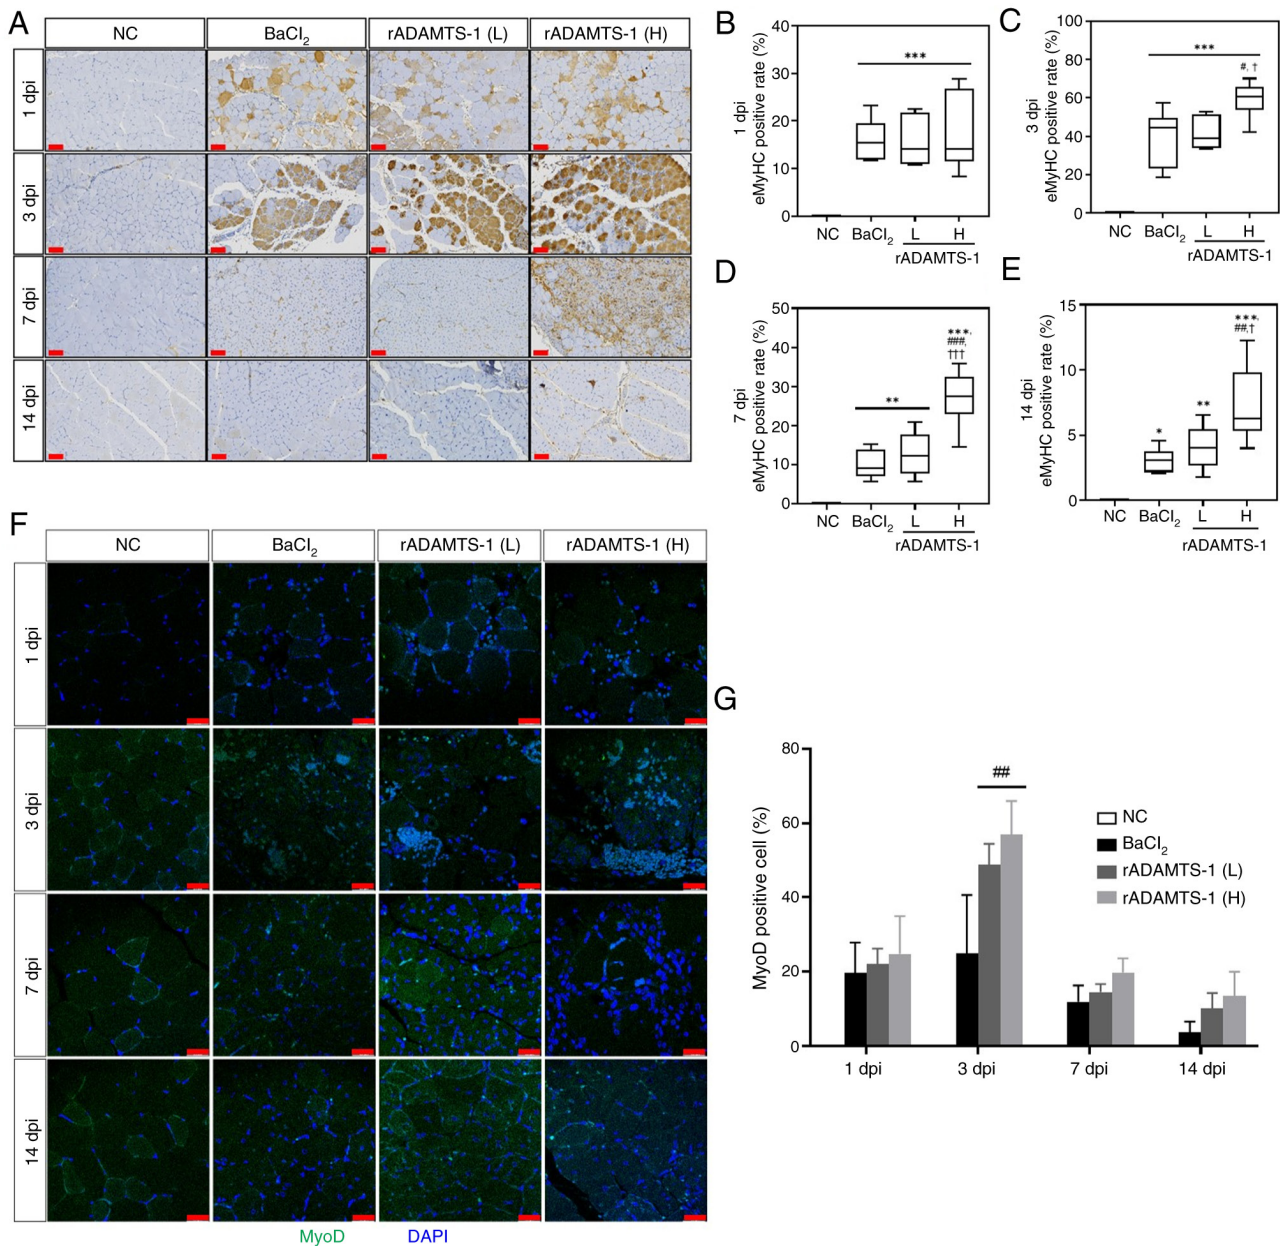 A
NC
BaCl2
rADAMTS-1 (L)
rADAMTS-1 (H)
1 dpi
3 dpi
7 dpi
14 dpi
B
1 dpi
eMyHC positive rate (%)
40
30
20
10
0
***
NC
BaCl2
L
H
rADAMTS-1
C
3 dpi
eMyHC positive rate (%)
100
80
60
40
20
0
***
#, †
NC
BaCl2
L
H
rADAMTS-1
D
7 dpi
eMyHC positive rate (%)
50
40
30
20
10
0
**
***,
###,
†††
NC
BaCl2
L
H
rADAMTS-1
E
14 dpi
eMyHC positive rate (%)
15
10
5
0
*
**
***,
##,†
NC
BaCl2
L
H
rADAMTS-1
F
NC
BaCl2
rADAMTS-1 (L)
rADAMTS-1 (H)
1 dpi
3 dpi
7 dpi
14 dpi
MyoD
DAPI
G
MyoD positive cell (%)
80
60
40
20
0
##
NC
BaCl2
rADAMTS-1 (L)
rADAMTS-1 (H)
1 dpi
3 dpi
7 dpi
14 dpi